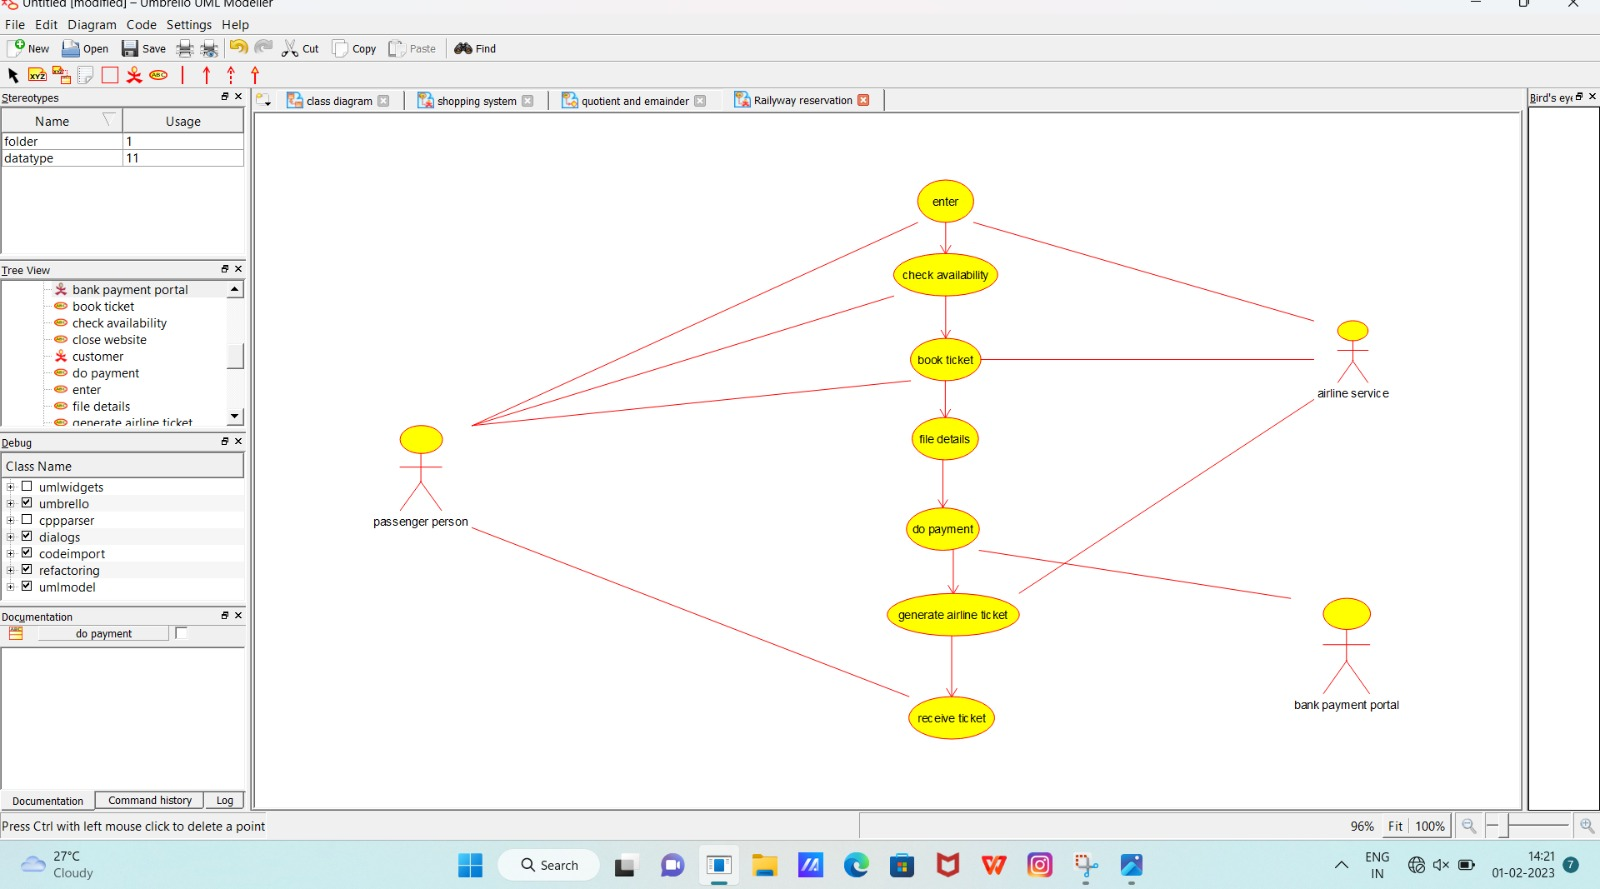 Untitled [modified] – Umbrello UML Modeller
File Edit Diagram Code Settings Help
New Open Save Cut Copy Paste Find
XYZ ABC
Stereotypes
Name Usage
folder 1
datatype 11
Tree View
bank payment portal
book ticket
check availability
close website
customer
do payment
enter
file details
generate airline ticket
Debug
Class Name
umlwidgets
umbrello
cppparser
dialogs
codeimport
refactoring
umlmodel
Documentation
do payment
Documentation Command history Log
Press Ctrl with left mouse click to delete a point
class diagram shopping system quotient and emainder Railyway reservation
Bird's eye
enter
check availability
book ticket
airline service
file details
passenger person
do payment
generate airline ticket
bank payment portal
receive ticket
96% Fit 100%
27°C
Cloudy
Search
ENG
IN
14:21
01-02-2023
7